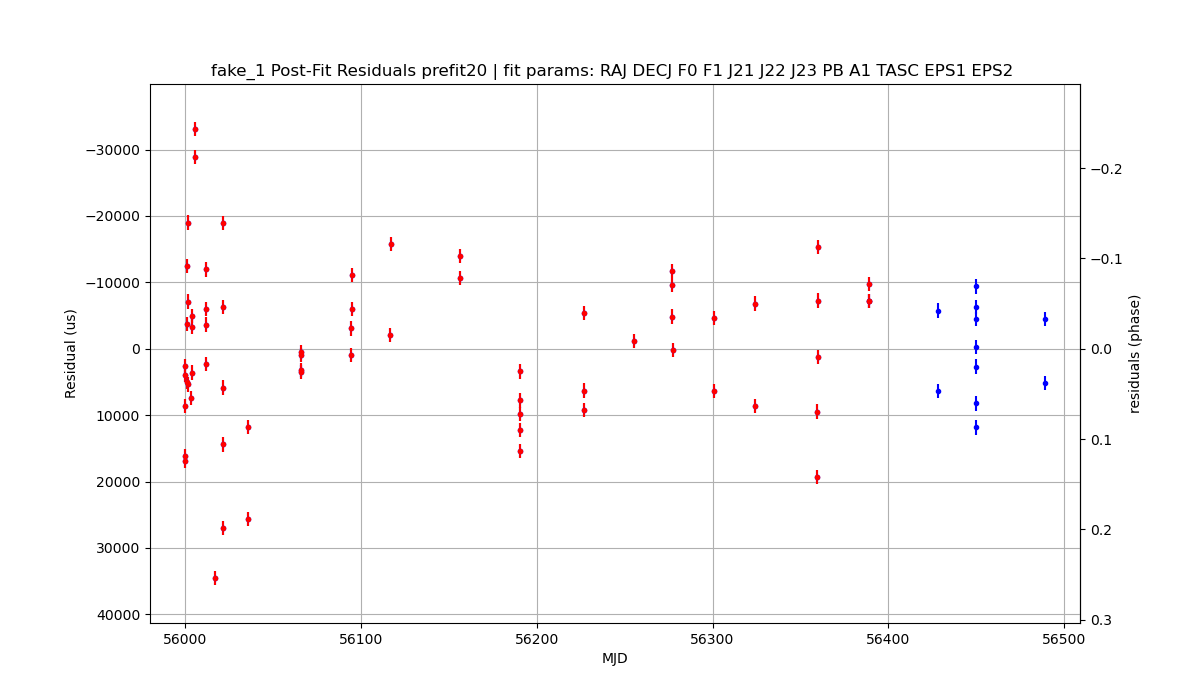 fake_1 Post-Fit Residuals prefit20 | fit params: RAJ DECJ F0 F1 J21 J22 J23 PB A1 TASC EPS1 EPS2
Residual (us)
−30000
−20000
−10000
0
10000
20000
30000
40000
−0.2
−0.1
0.0
0.1
0.2
0.3
residuals (phase)
56000 56100 56200 56300 56400 56500
MJD